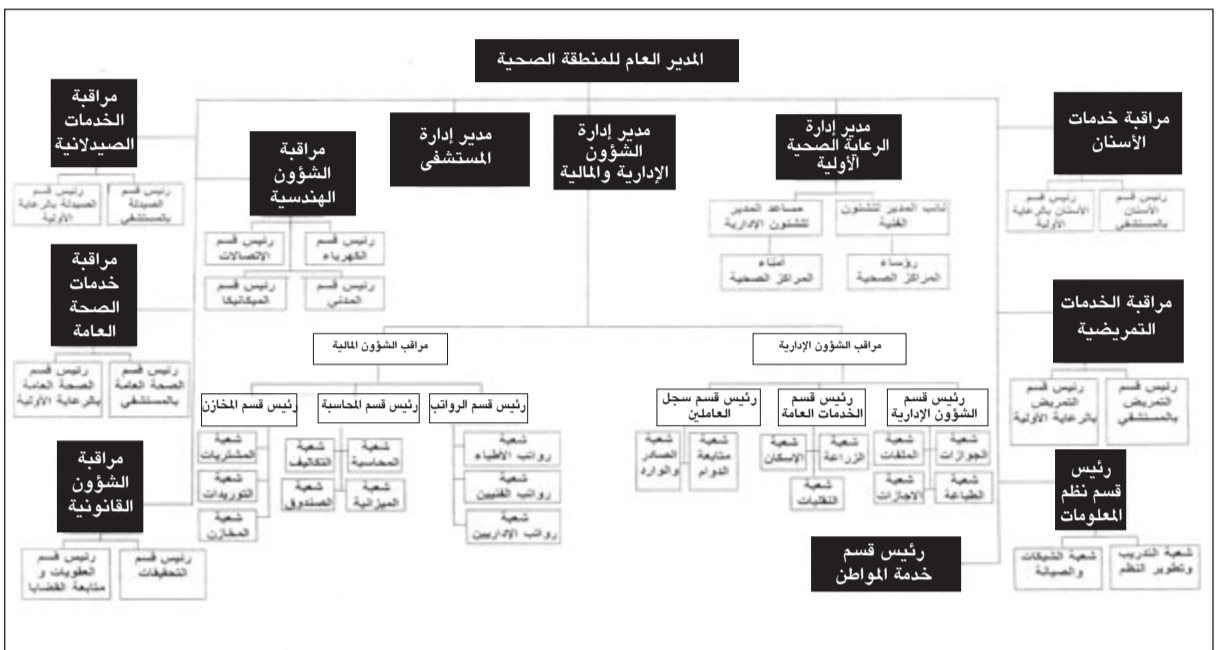 المدير العام للمنطقة الصحية
مراقبة خدمات
الأسنان
رئيس قسم
الأسنان
بالمستشفي
رئيس قسم
الأسنان بالرعاية
الأولية
مراقبة الخدمات
التمريضية
رئيس قسم
التمريض
بالمستشفي
رئيس قسم
التمريض
بالرعاية الأولية
رئيس
قسم نظم
المعلومات
شعبة التدريب
وتطوير النظم
شعبة الشبكات
والصيانة
رئيس قسم
خدمة المواطن
مدير إدارة
الرعاية الصحية
الأولية
نائب المدير للشئون
الفنية
رؤساء
المراكز الصحية
مساعد المدير
للشئون الإدارية
أمناء
المراكز الصحية
مدير إدارة
الشؤون
الإدارية والمالية
مدير إدارة
المستشفى
مراقبة
الشؤون
الهندسية
رئيس قسم
الكهرباء
رئيس قسم
الإتصالات
رئيس قسم
المدني
رئيس قسم
الميكانيكا
مراقب الشؤون الإدارية
رئيس قسم
الشؤون الإدارية
شعبة
الجوازات
شعبة
الملفات
شعبة
الطباعة
شعبة
الاجازات
رئيس قسم
الخدمات العامة
شعبة
الزراعة
شعبة
الإسكان
شعبة
النقليات
رئيس قسم سجل
العاملين
شعبة
متابعة
الدوام
شعبة
الصادر
والوارد
مراقب الشؤون المالية
رئيس قسم الرواتب
شعبة
رواتب الأطباء
شعبة
رواتب الفنيين
شعبة
رواتب الإداريين
رئيس قسم المحاسبة
شعبة
المحاسبة
شعبة
التكاليف
شعبة
الميزانية
شعبة
الصندوق
رئيس قسم المخازن
شعبة
المشتريات
شعبة
التوريدات
شعبة
المخازن
مراقبة
الخدمات
الصيدلانية
رئيس قسم
الصيدلة
بالمستشفي
رئيس قسم
الصيدلة بالرعاية
الأولية
مراقبة
خدمات
الصحة
العامة
رئيس قسم
الصحة العامة
بالمستشفي
رئيس قسم
الصحة العامة
بالرعاية الأولية
مراقبة
الشؤون
القانونية
رئيس قسم
التحقيقات
رئيس قسم
العقوبات و
متابعة القضايا